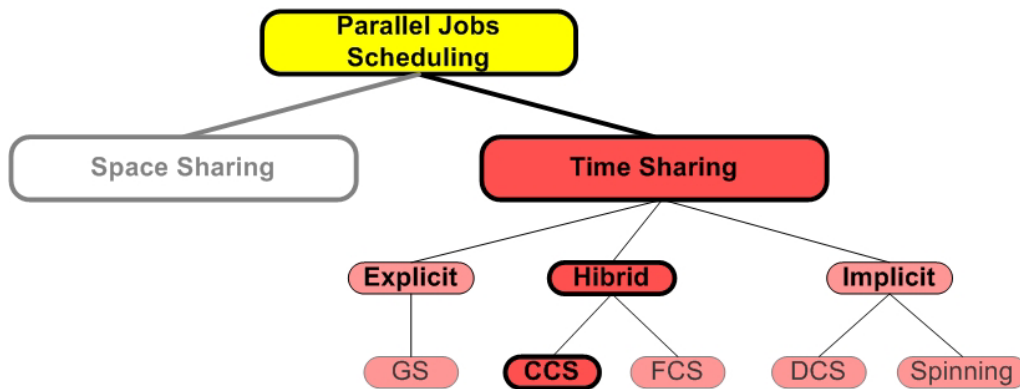 Parallel Jobs
Scheduling
Space Sharing
Time Sharing
Explicit
Hibrid
Implicit
GS
CCS
FCS
DCS
Spinning